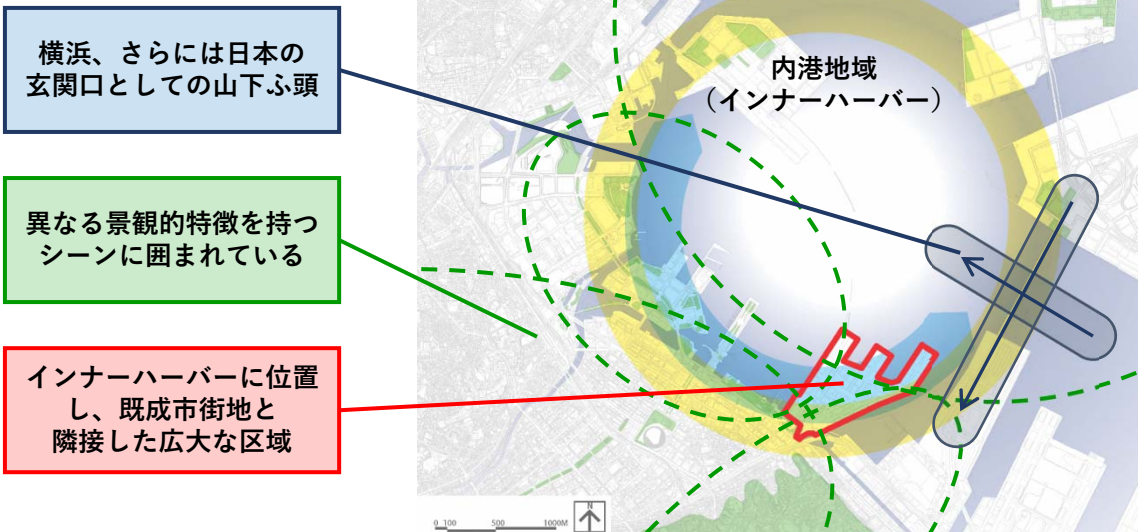 横浜、さらには日本の
玄関口としての山下ふ頭
異なる景観的特徴を持つ
シーンに囲まれている
インナーハーバーに位置
し、既成市街地と
隣接した広大な区域
内港地域
（インナーハーバー）
0 100 500 1000M
N